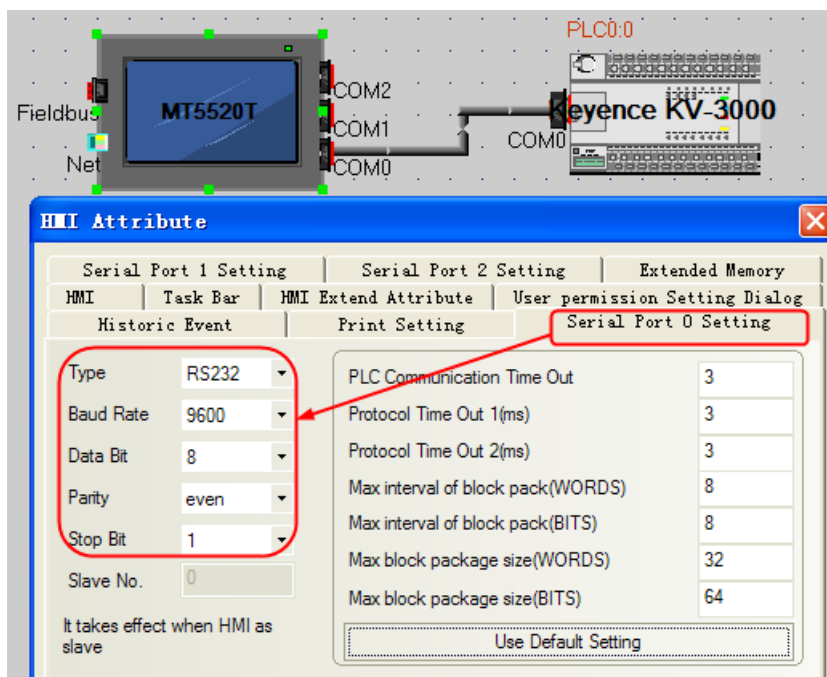 PLC0:0
COM2
Fieldbus
MT5520T
Keyence KV-3000
COM1
COM0
Net
COM0
HMI Attribute
Serial Port 1 Setting
Serial Port 2 Setting
Extended Memory
HMI
Task Bar
HMI Extend Attribute
User permission Setting Dialog
Historic Event
Print Setting
Serial Port 0 Setting
Type
RS232
Baud Rate
9600
Data Bit
8
Parity
even
Stop Bit
1
Slave No.
0
It takes effect when HMI as
slave
PLC Communication Time Out
3
Protocol Time Out 1(ms)
3
Protocol Time Out 2(ms)
3
Max interval of block pack(WORDS)
8
Max interval of block pack(BITS)
8
Max block package size(WORDS)
32
Max block package size(BITS)
64
Use Default Setting